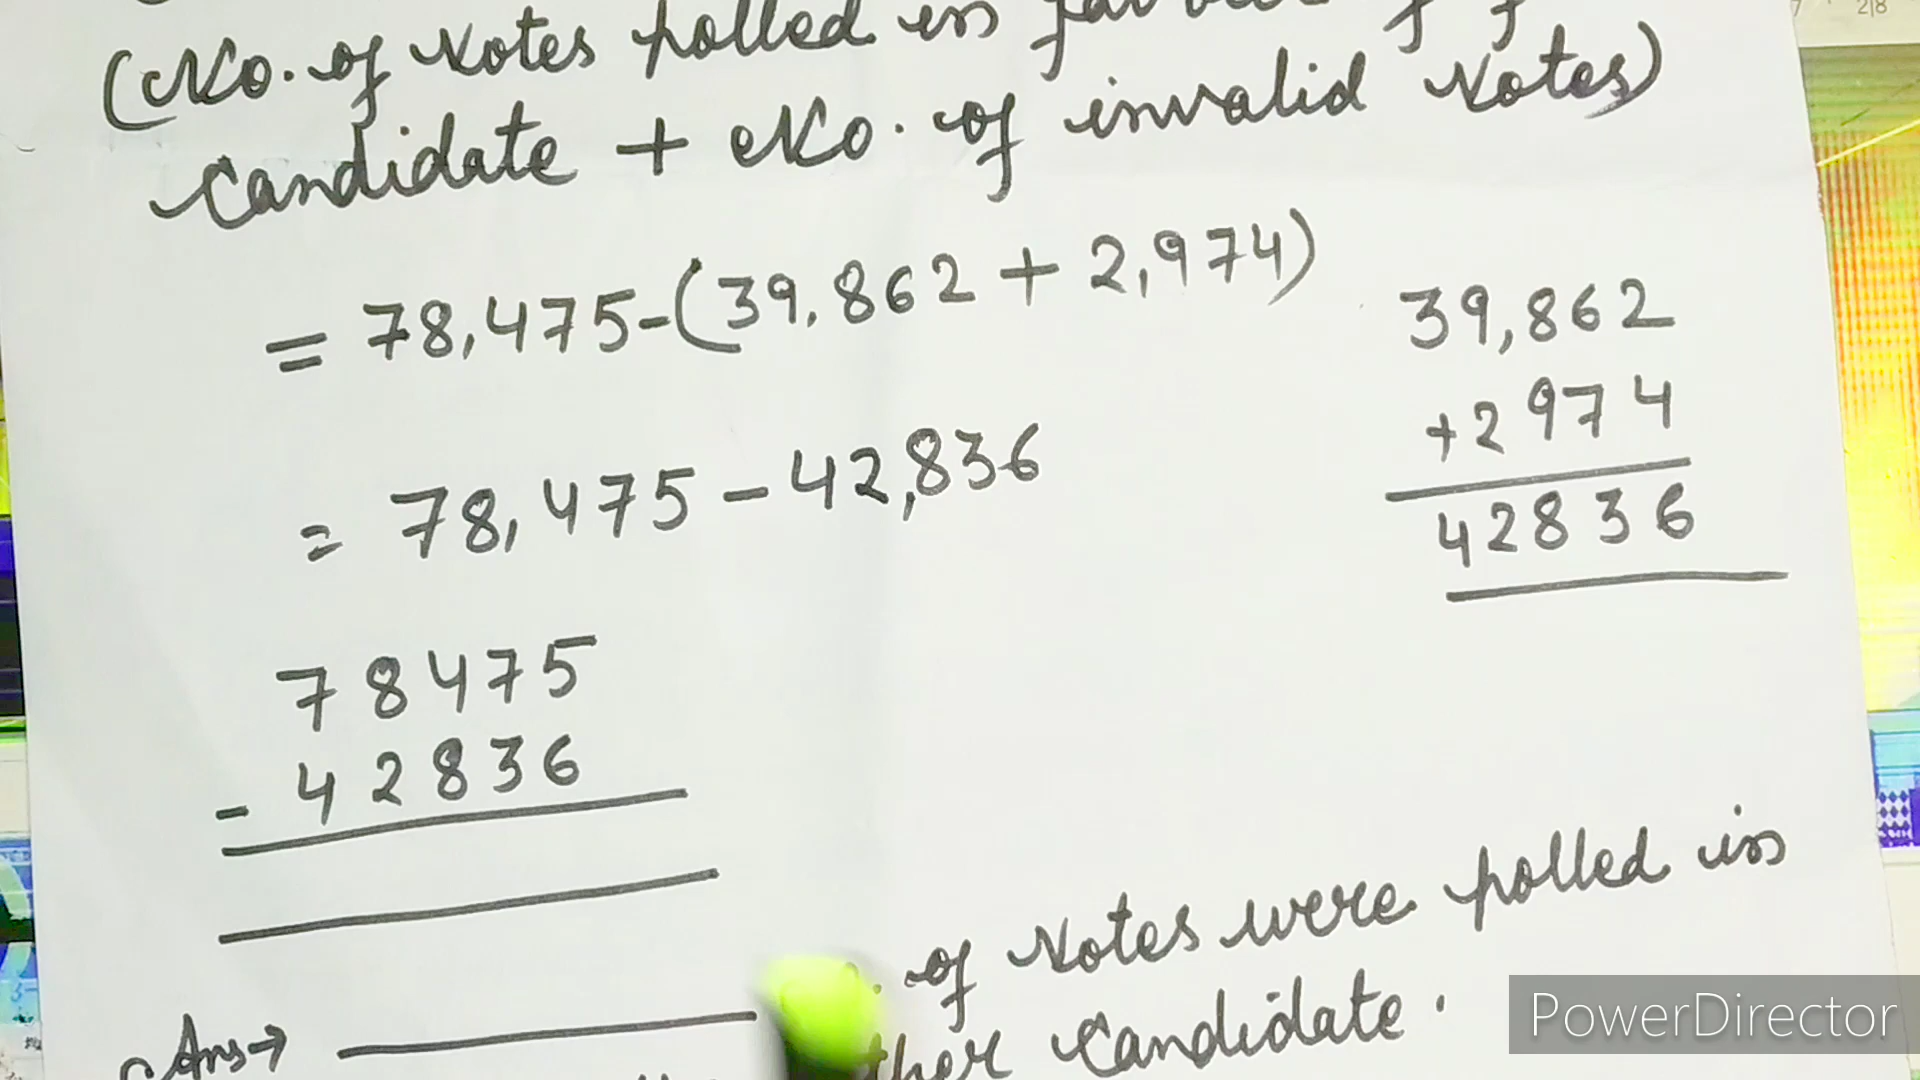 (No. of Votes polled in favour of
Candidate + No. of invalid Votes)
= 78,475-(39,862 + 2,974)
39,862
+2974
42836
= 78,475 - 42,836
78475
- 42836
of Votes were polled in
Ans→ ther Candidate.
PowerDirector